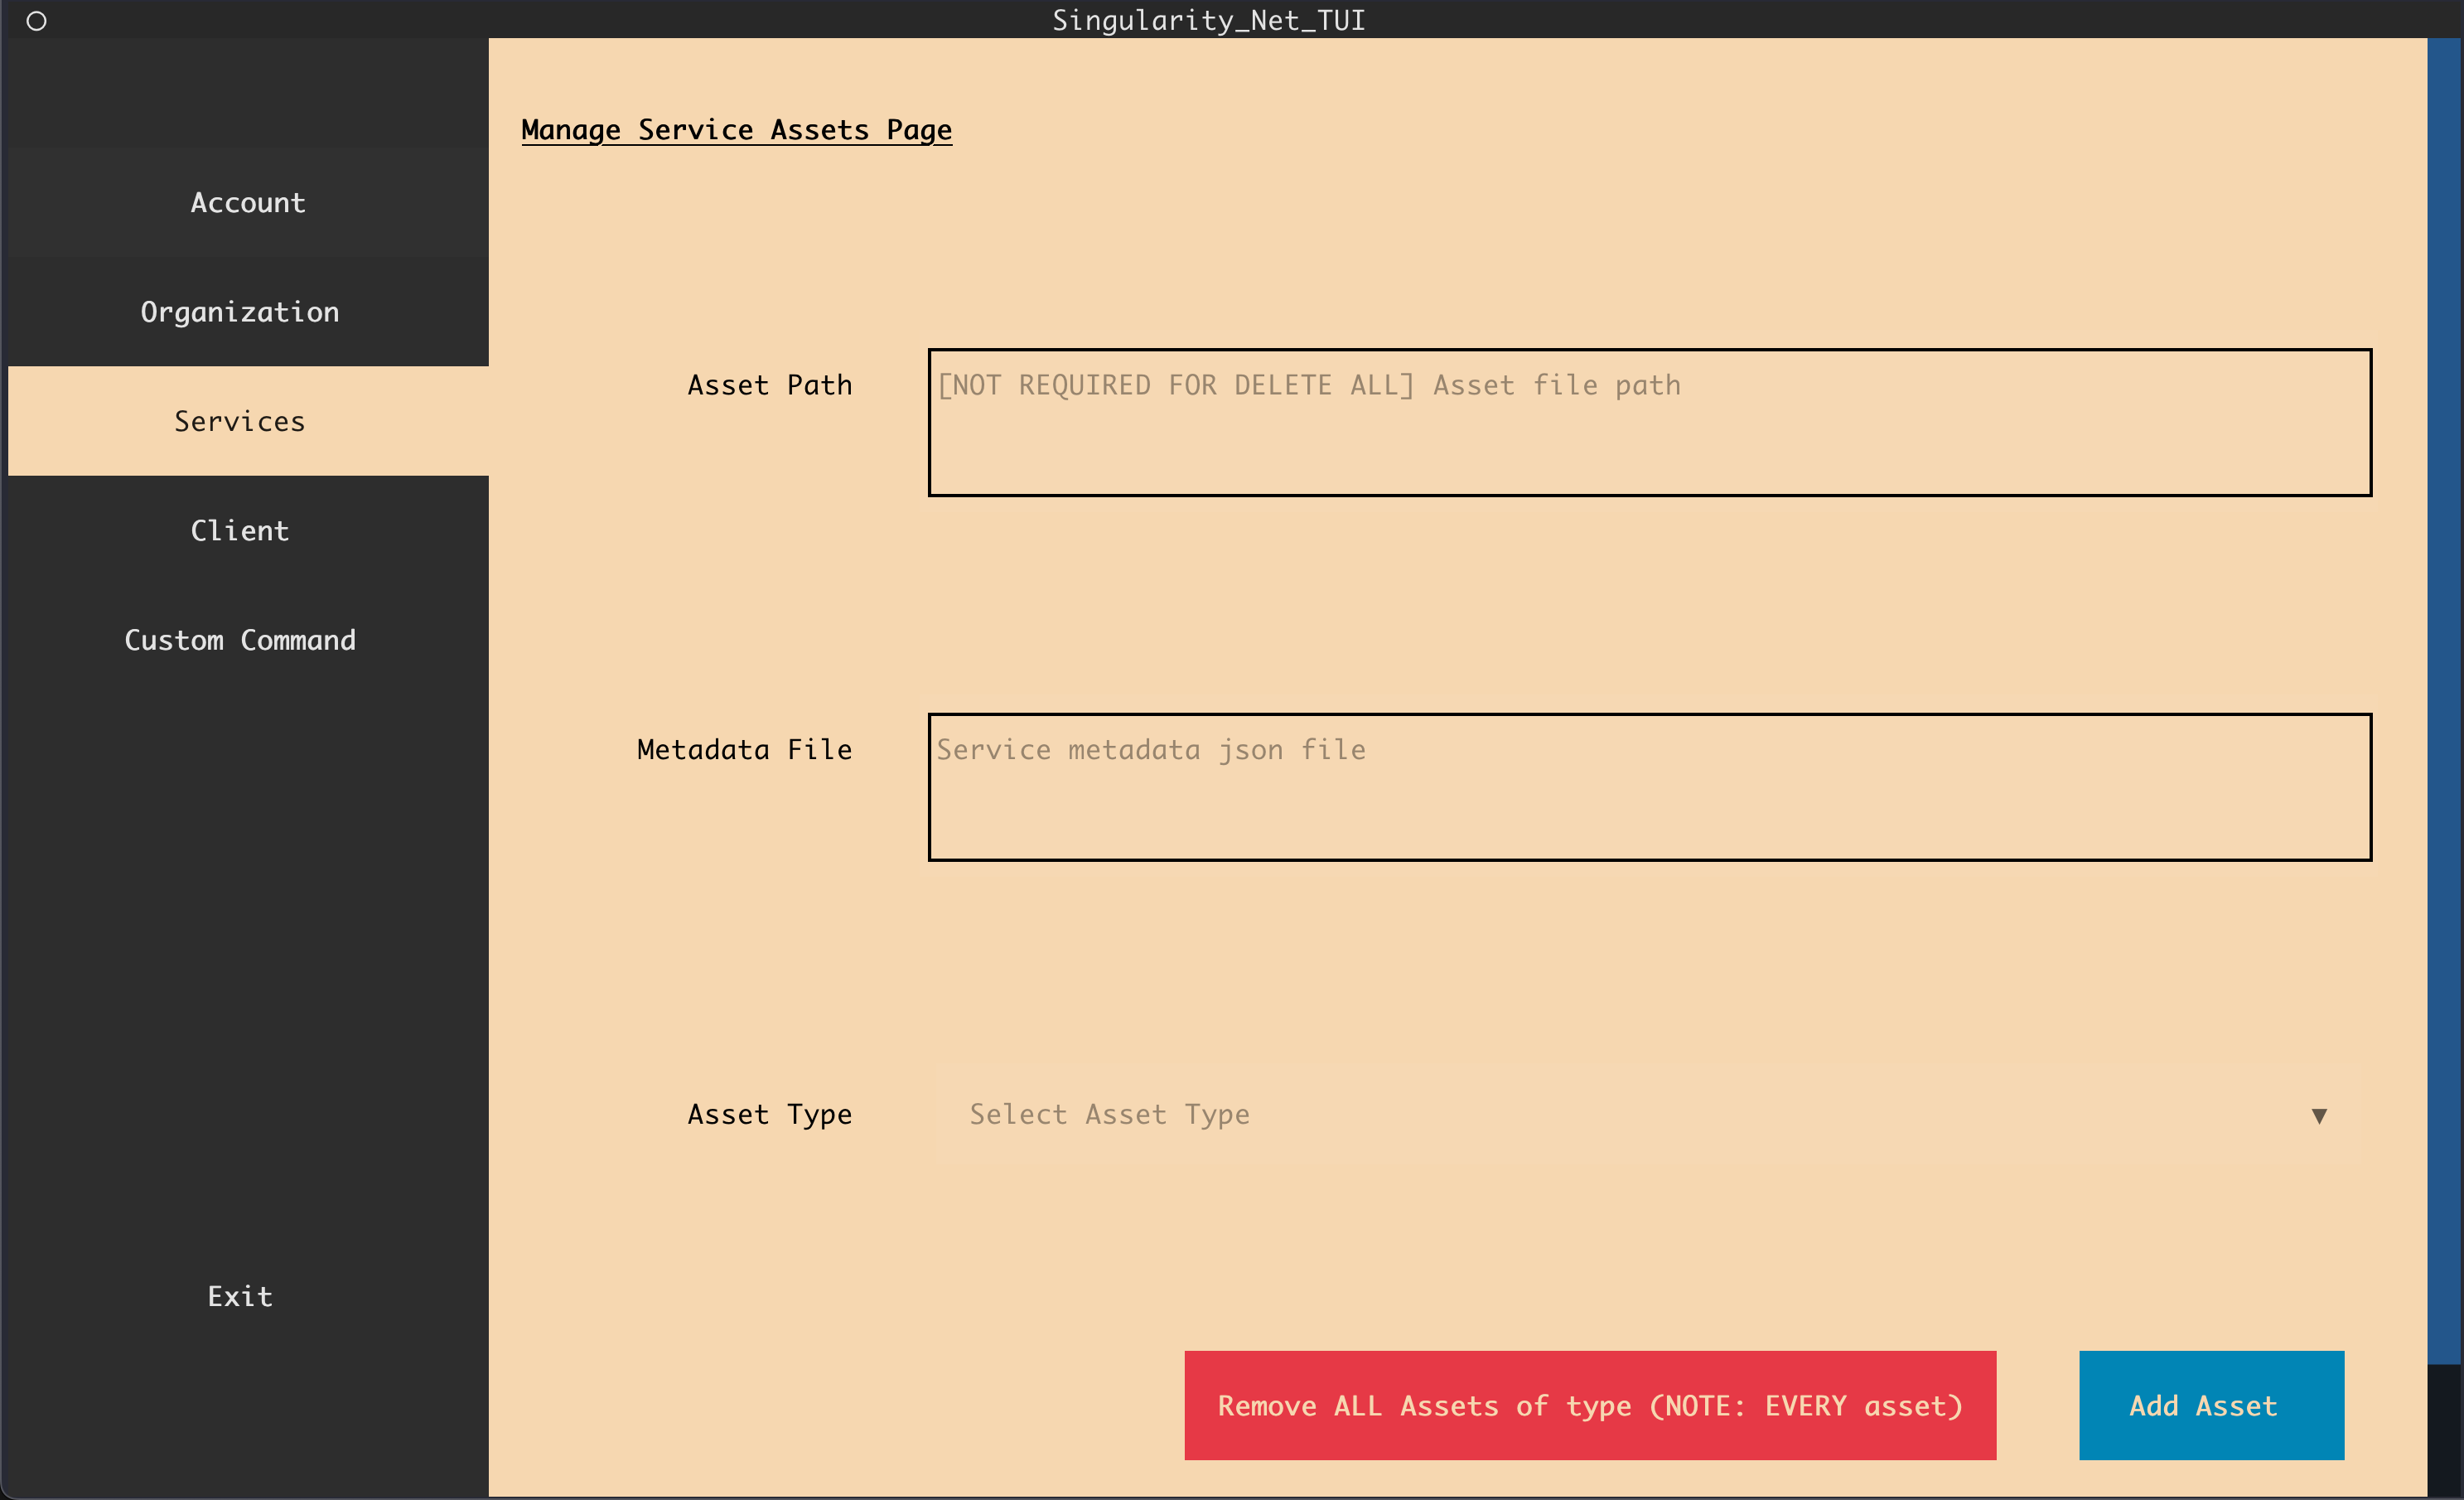 Singularity_Net_TUI
Manage Service Assets Page
Account
Organization
Services
Client
Custom Command
Exit
Asset Path
[NOT REQUIRED FOR DELETE ALL] Asset file path
Metadata File
Service metadata json file
Asset Type
Select Asset Type
Remove ALL Assets of type (NOTE: EVERY asset)
Add Asset